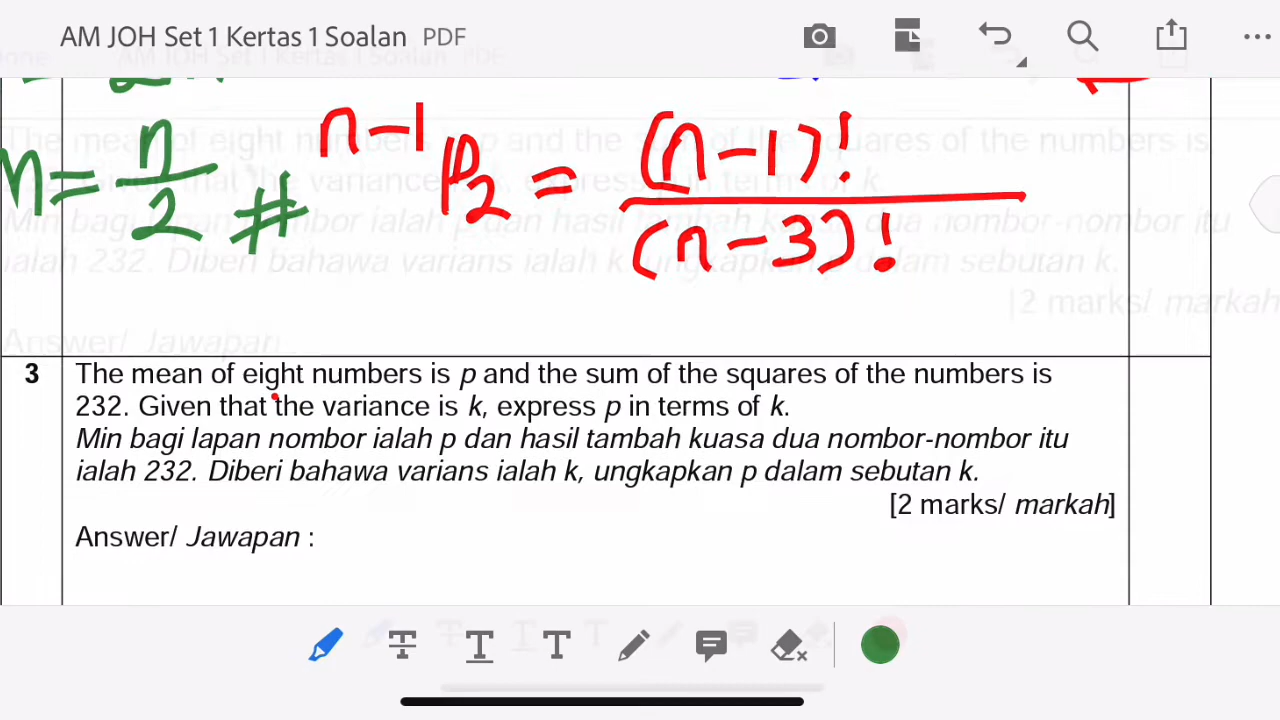 AM JOH Set 1 Kertas 1 Soalan PDF
n = n/2 #
n-1 P2 = (n-1)! / (n-3)!
3 The mean of eight numbers is p and the sum of the squares of the numbers is
232. Given that the variance is k, express p in terms of k.
Min bagi lapan nombor ialah p dan hasil tambah kuasa dua nombor-nombor itu
ialah 232. Diberi bahawa varians ialah k, ungkapkan p dalam sebutan k.
[2 marks/ markah]
Answer/ Jawapan :